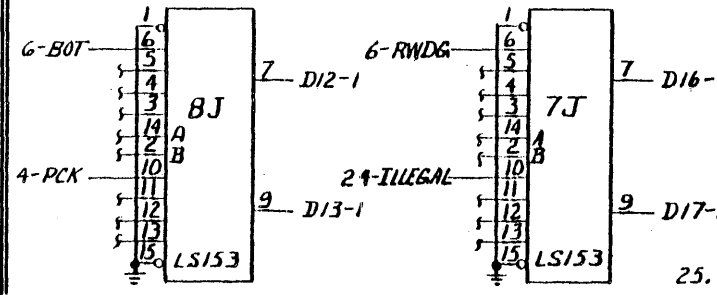 1
6-BOT 6
5 7 D12-1
4
3 8J
14 A
2 B
4-PCK 10
11
12 9 D13-1
13
15 LS153
1
6-RWDG 6
5 7 D16-
4
3 7J
14 A
2 B
24-ILLEGAL 10
11
12 9 D17-
13
15 LS153
25.